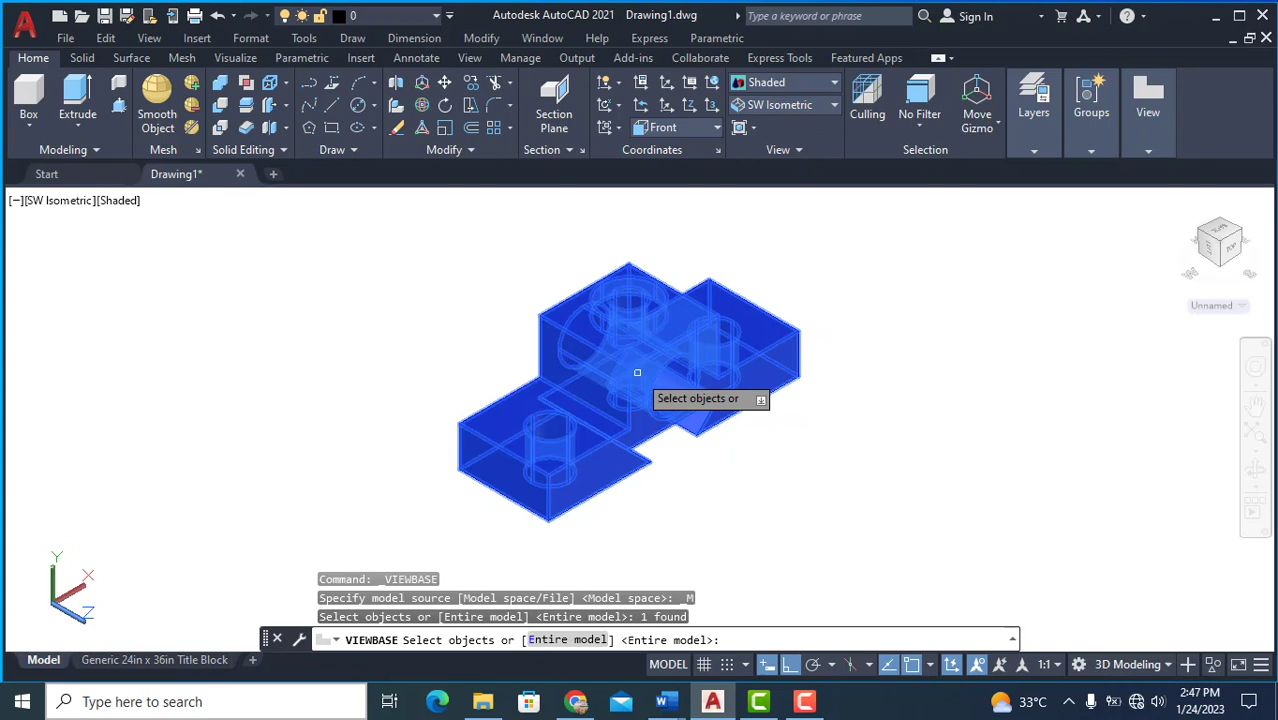 Autodesk AutoCAD 2021 Drawing1.dwg
0
Type a keyword or phrase
Sign In
File Edit View Insert Format Tools Draw Dimension Modify Window Help Express Parametric
Home Solid Surface Mesh Visualize Parametric Insert Annotate View Manage Output Add-ins Collaborate Express Tools Featured Apps
Box
Extrude
Smooth Object
Section Plane
Shaded
SW Isometric
Front
Culling
No Filter
Move Gizmo
Layers
Groups
View
Modeling
Mesh
Solid Editing
Draw
Modify
Section
Coordinates
View
Selection
Start
Drawing1*
[−][SW Isometric][Shaded]
TOP
Unnamed
Select objects or
Y
X
Z
Command: _VIEWBASE
Specify model source [Model space/File] <Model space>: _M
Select objects or [Entire model] <Entire model>: 1 found
VIEWBASE Select objects or [Entire model] <Entire model>:
Model
Generic 24in x 36in Title Block
MODEL
1:1
3D Modeling
Type here to search
33°C
2:47 PM
1/24/2023